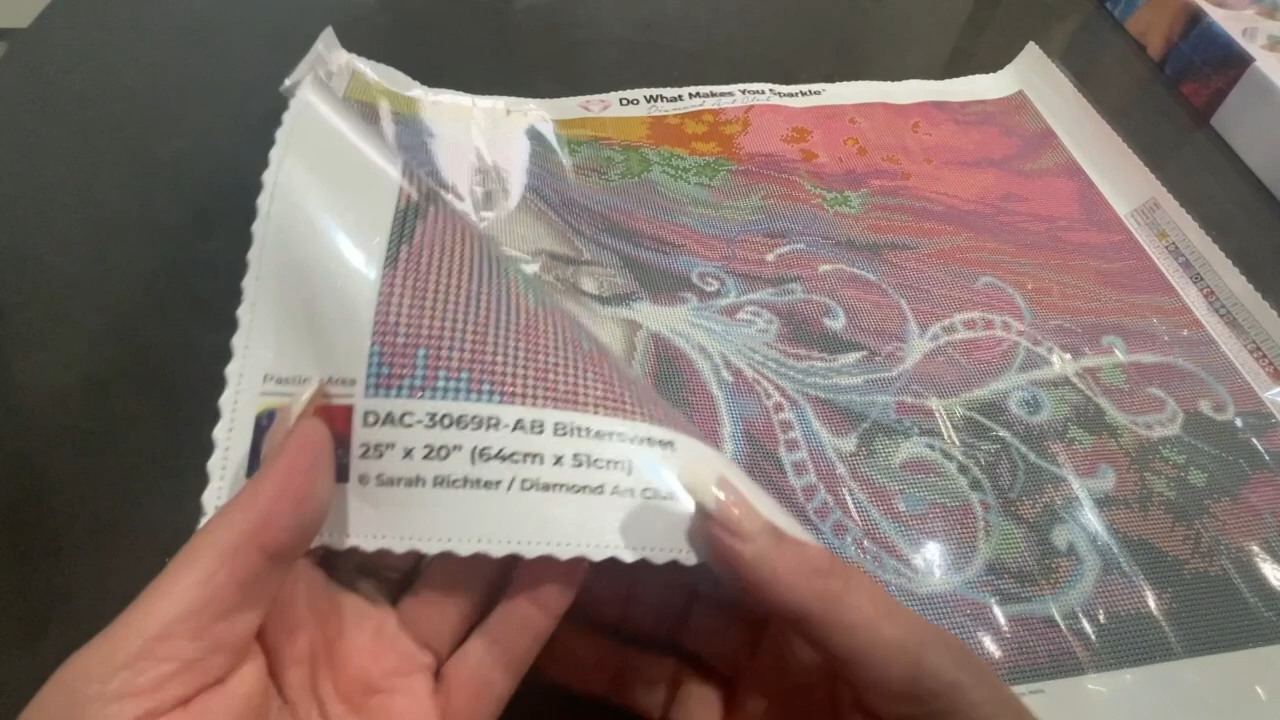 Do What Makes You Sparkle
Diamond Art Club
Area
DAC-3069R-AB Bittersweet
25" x 20" (64cm x 51cm)
© Sarah Richter / Diamond Art Club